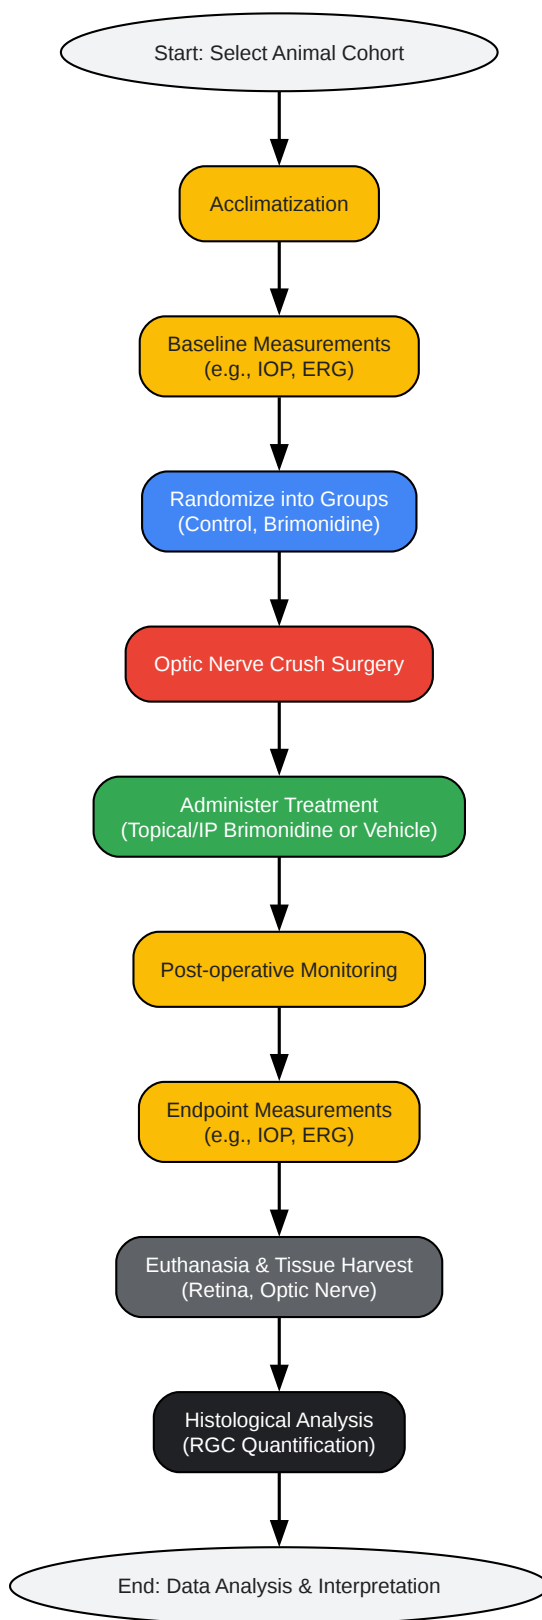 Start: Select Animal Cohort
Acclimatization
Baseline Measurements
(e.g., IOP, ERG)
Randomize into Groups
(Control, Brimonidine)
Optic Nerve Crush Surgery
Administer Treatment
(Topical/IP Brimonidine or Vehicle)
Post-operative Monitoring
Endpoint Measurements
(e.g., IOP, ERG)
Euthanasia & Tissue Harvest
(Retina, Optic Nerve)
Histological Analysis
(RGC Quantification)
End: Data Analysis & Interpretation